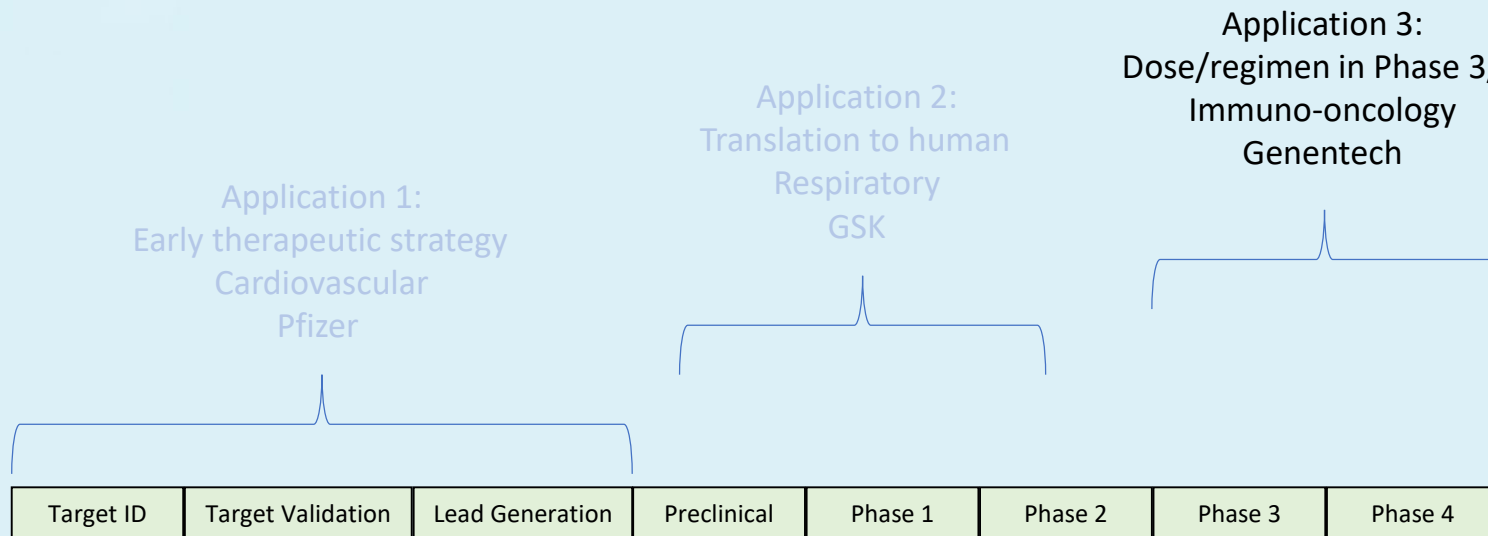 Application 3:
Dose/regimen in Phase 3,
Immuno-oncology
Genentech
Application 2:
Translation to human
Respiratory
GSK
Application 1:
Early therapeutic strategy
Cardiovascular
Pfizer
Target ID
Target Validation
Lead Generation
Preclinical
Phase 1
Phase 2
Phase 3
Phase 4